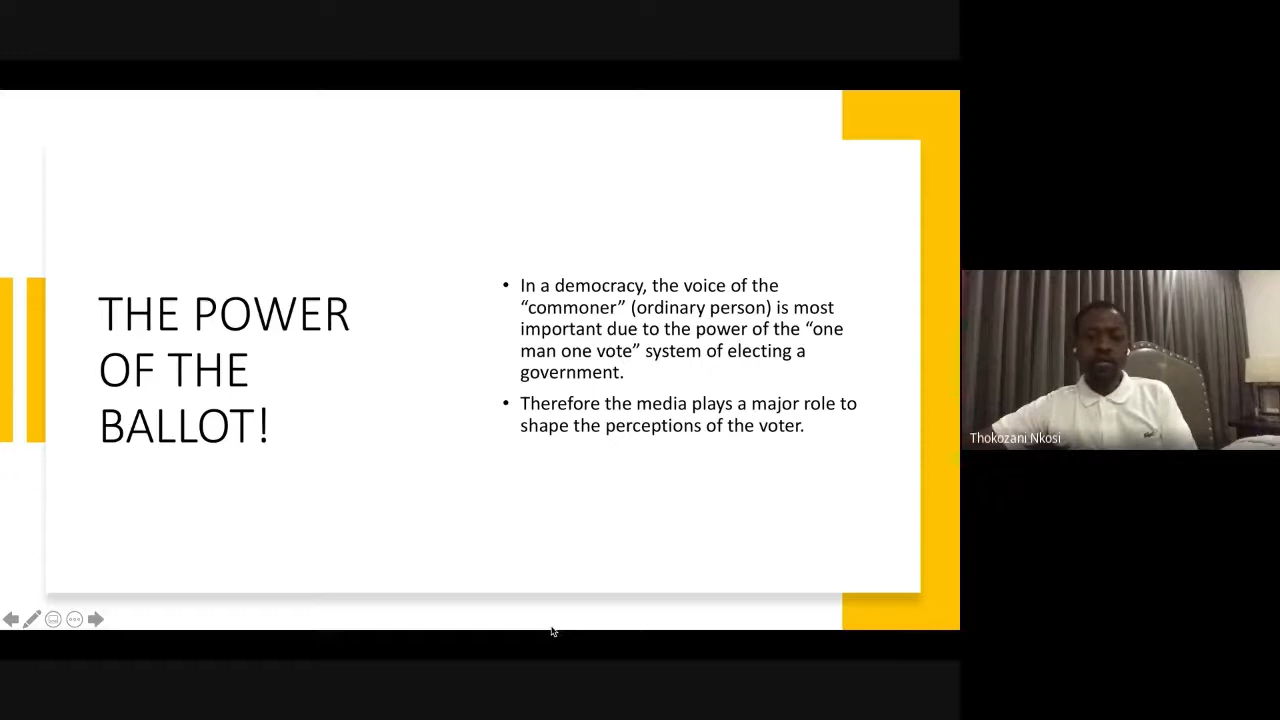 THE POWER
OF THE
BALLOT!
• In a democracy, the voice of the
“commoner” (ordinary person) is most
important due to the power of the “one
man one vote” system of electing a
government.
• Therefore the media plays a major role to
shape the perceptions of the voter.
Thokozani Nkosi